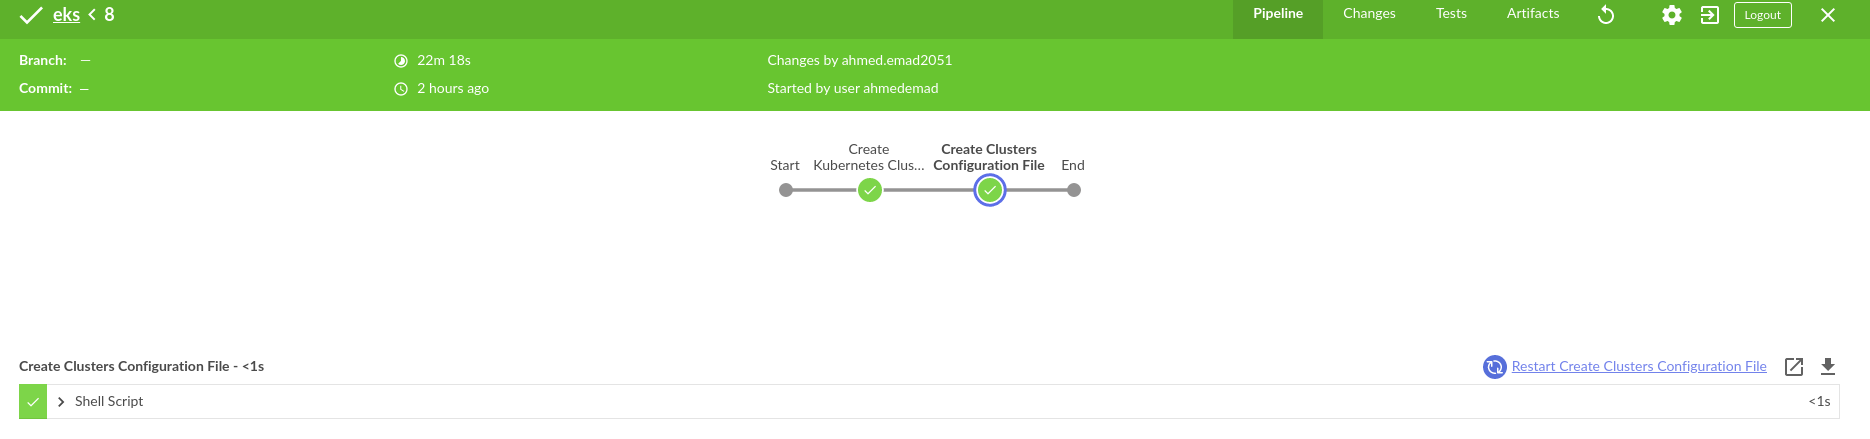 eks < 8
Pipeline Changes Tests Artifacts Logout
Branch: — 22m 18s Changes by ahmed.emad2051
Commit: — 2 hours ago Started by user ahmedemad
Start
Create
Kubernetes Clus...
Create Clusters
Configuration File
End
Create Clusters Configuration File - <1s
Restart Create Clusters Configuration File
Shell Script <1s